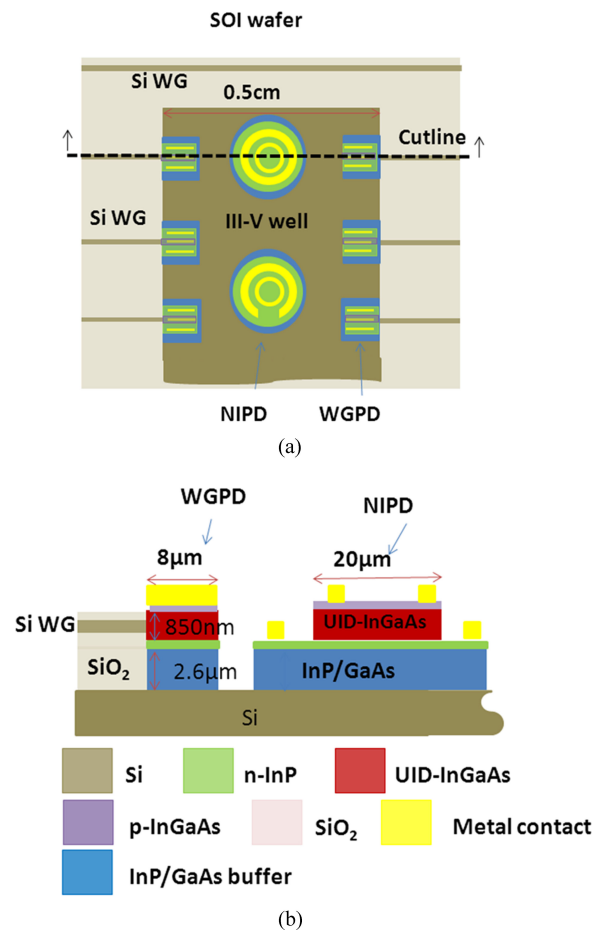 SOI wafer
Si WG
0.5cm
Cutline
Si WG
III-V well
NIPD
WGPD
(a)
WGPD
NIPD
8µm
20µm
Si WG
850nm
UID-InGaAs
SiO₂
2.6µm
InP/GaAs
Si
Si
n-InP
UID-InGaAs
p-InGaAs
SiO₂
Metal contact
InP/GaAs buffer
(b)